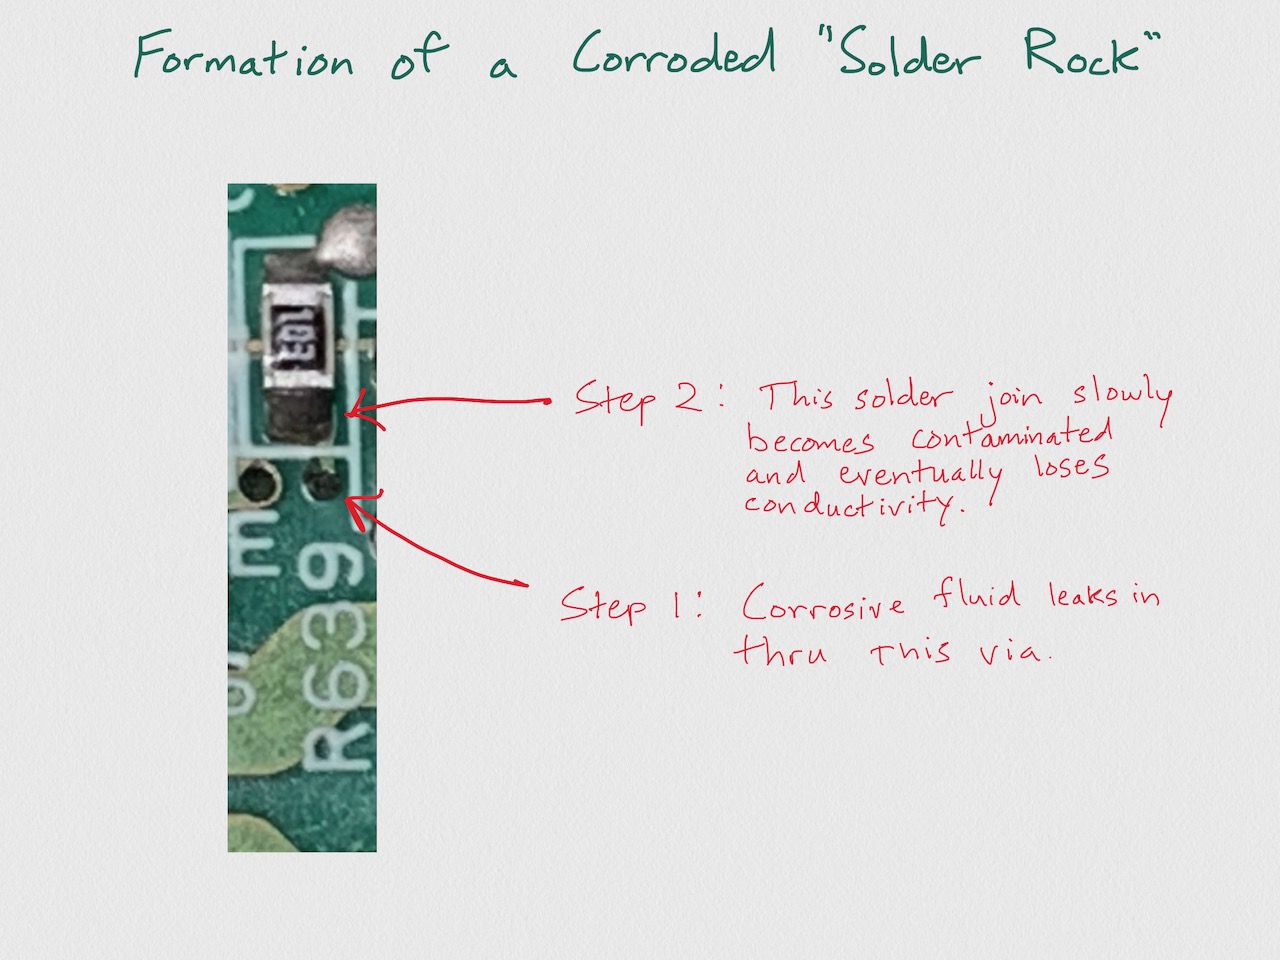 Formation of a Corroded "Solder Rock"
103
Step 2: This solder join slowly
becomes contaminated
and eventually loses
conductivity.
R639
Step 1: Corrosive fluid leaks in
thru this via.